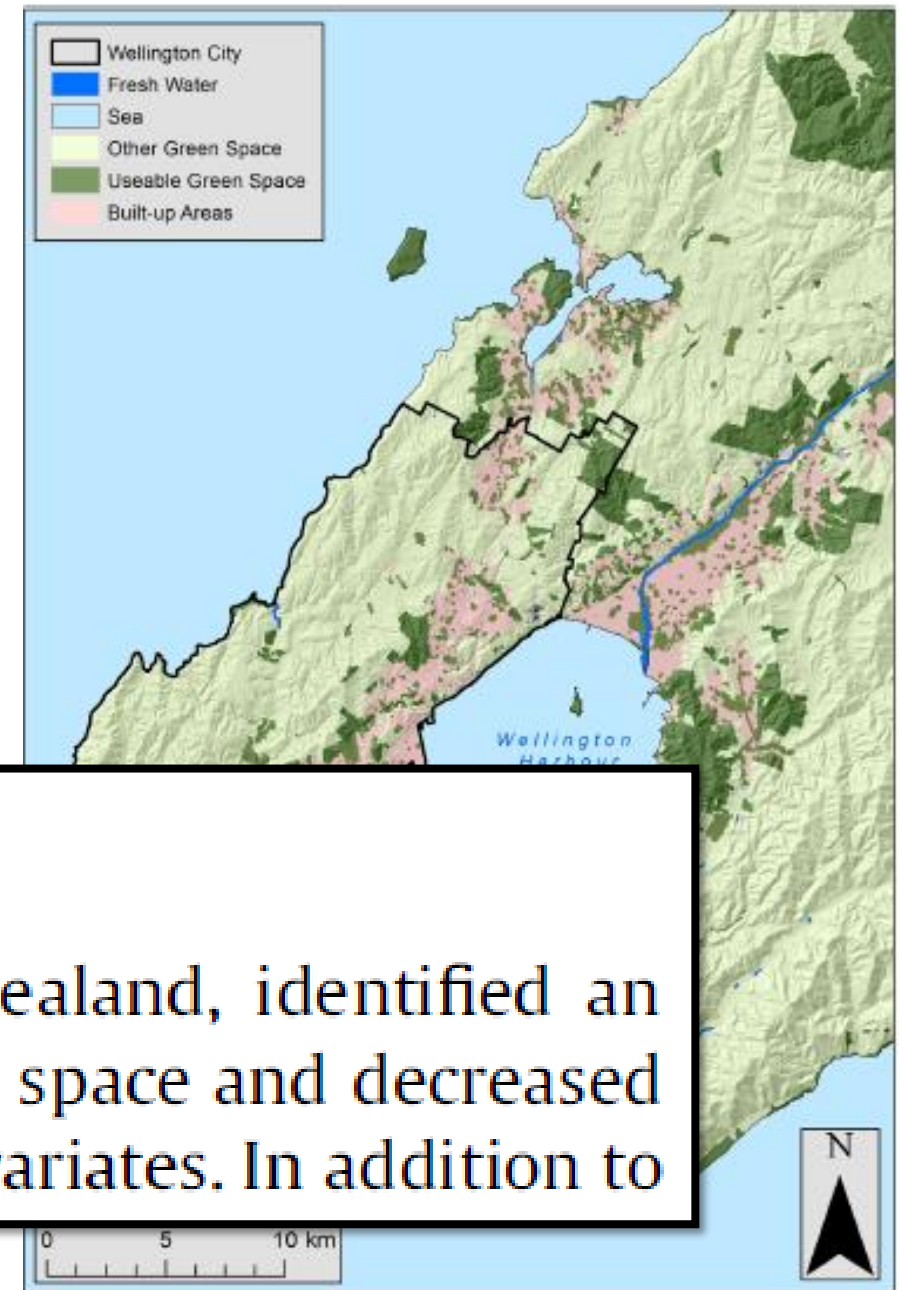 Wellington City
Fresh Water
Sea
Other Green Space
Useable Green Space
Built-up Areas
Wellington
Harbour
ealand, identified an
space and decreased
variates. In addition to
N
0 5 10 km